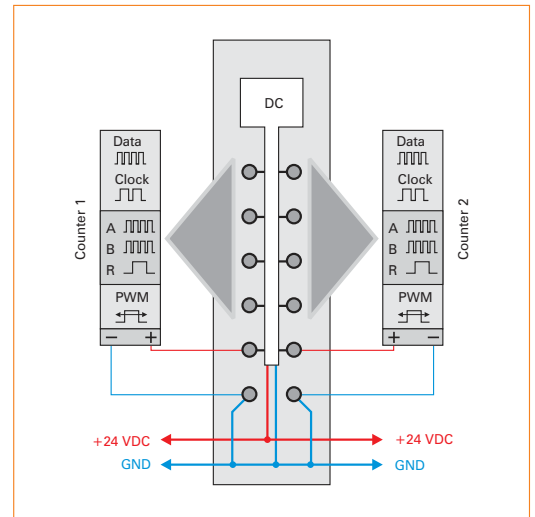 DC
Counter 1
Data
Clock
A
B
R
PWM
− +
Data
Clock
A
B
R
PWM
+ −
Counter 2
+24 VDC
+24 VDC
GND
GND